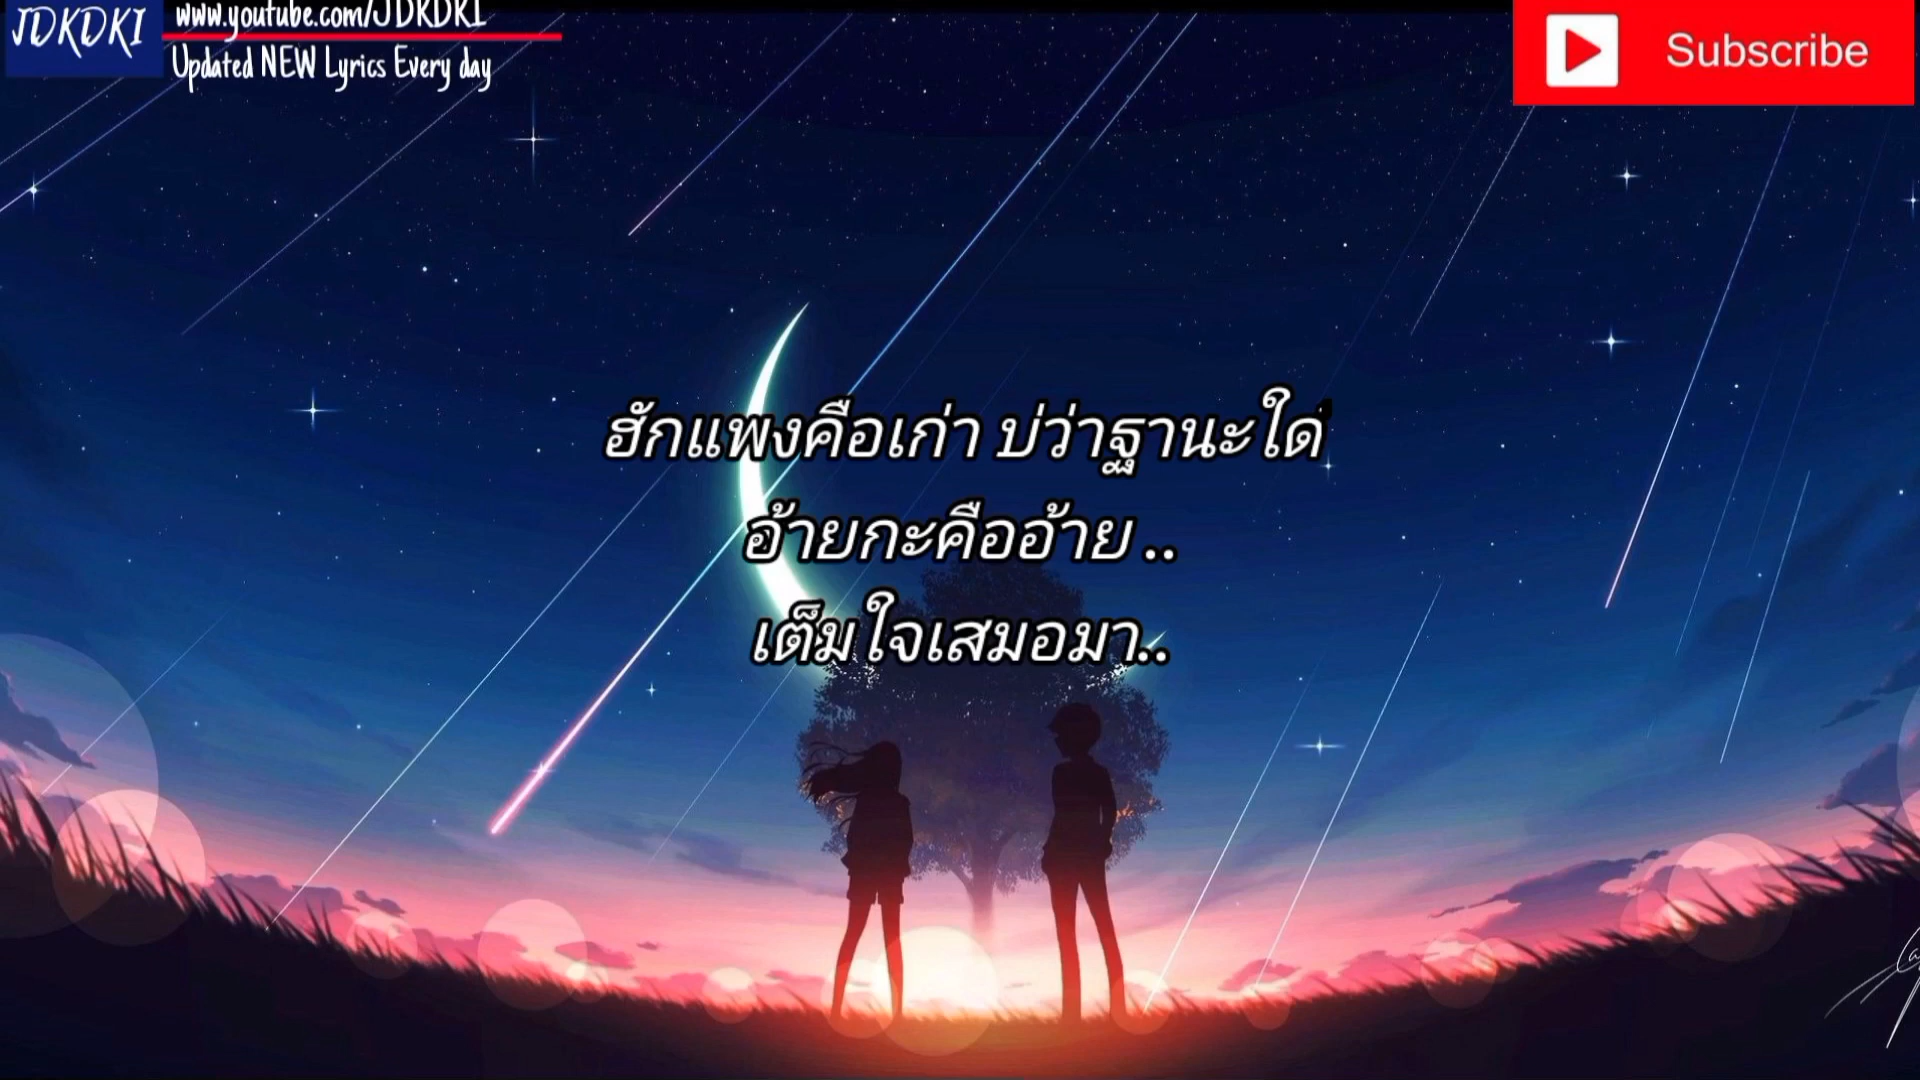 JDKDKI
www.youtube.com/JDKDKI
Updated NEW Lyrics Every day
Subscribe
ฮักแพงคือเก่า บ่ว่าฐานะใด๋
อ้ายกะคืออ้าย ..
เต็มใจเสมอมา..